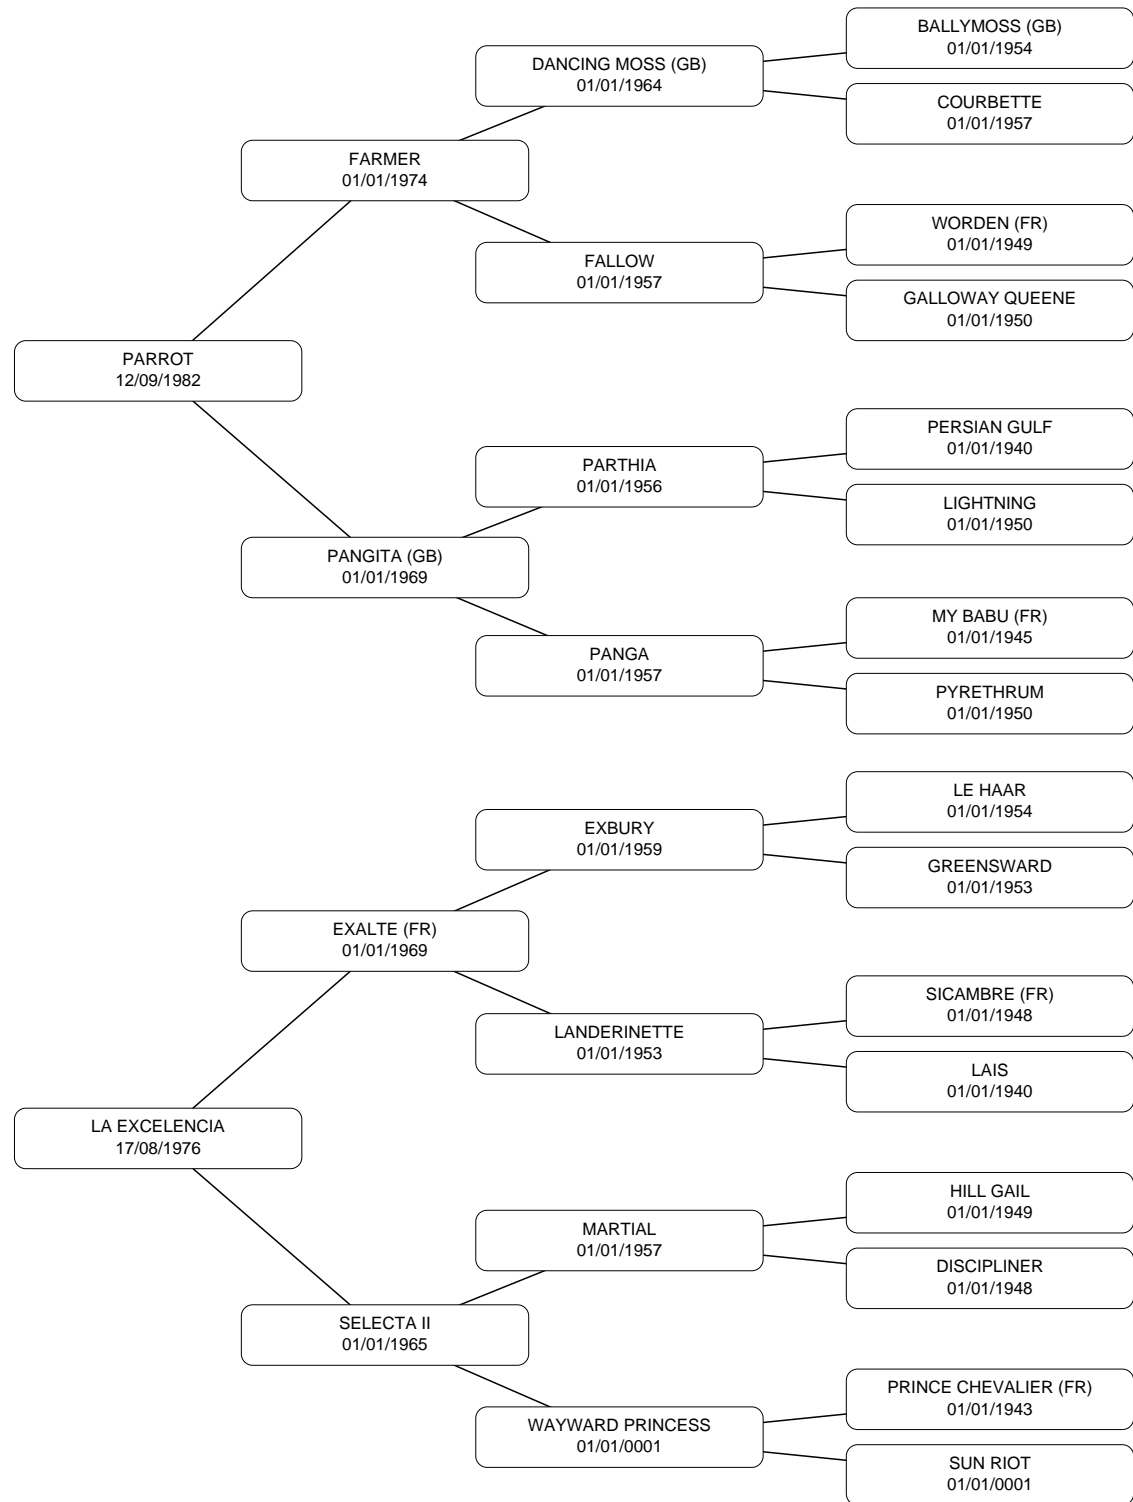 BALLYMOSS (GB)
01/01/1954
DANCING MOSS (GB)
01/01/1964
COURBETTE
01/01/1957
FARMER
01/01/1974
WORDEN (FR)
01/01/1949
FALLOW
01/01/1957
GALLOWAY QUEENE
01/01/1950
PARROT
12/09/1982
PERSIAN GULF
01/01/1940
PARTHIA
01/01/1956
LIGHTNING
01/01/1950
PANGITA (GB)
01/01/1969
MY BABU (FR)
01/01/1945
PANGA
01/01/1957
PYRETHRUM
01/01/1950
LE HAAR
01/01/1954
EXBURY
01/01/1959
GREENSWARD
01/01/1953
EXALTE (FR)
01/01/1969
SICAMBRE (FR)
01/01/1948
LANDERINETTE
01/01/1953
LAIS
01/01/1940
LA EXCELENCIA
17/08/1976
HILL GAIL
01/01/1949
MARTIAL
01/01/1957
DISCIPLINER
01/01/1948
SELECTA II
01/01/1965
PRINCE CHEVALIER (FR)
01/01/1943
WAYWARD PRINCESS
01/01/0001
SUN RIOT
01/01/0001